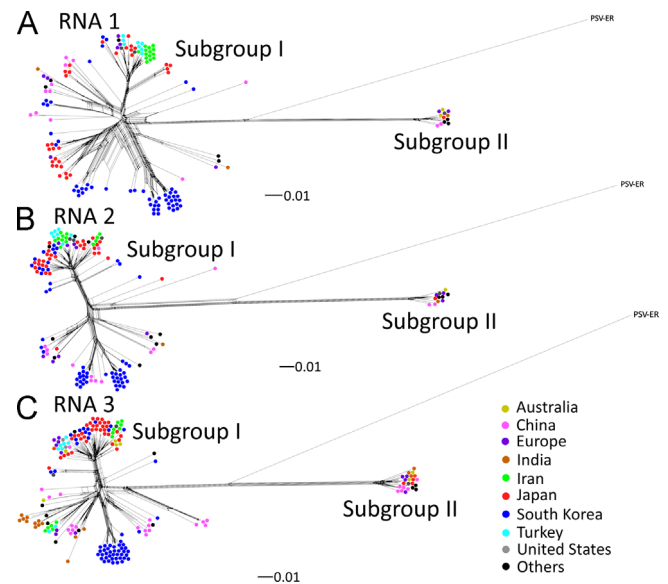 A
RNA 1
Subgroup I
PSV-ER
Subgroup II
0.01
B
RNA 2
Subgroup I
PSV-ER
Subgroup II
0.01
C
RNA 3
Subgroup I
PSV-ER
Subgroup II
0.01
Australia
China
Europe
India
Iran
Japan
South Korea
Turkey
United States
Others